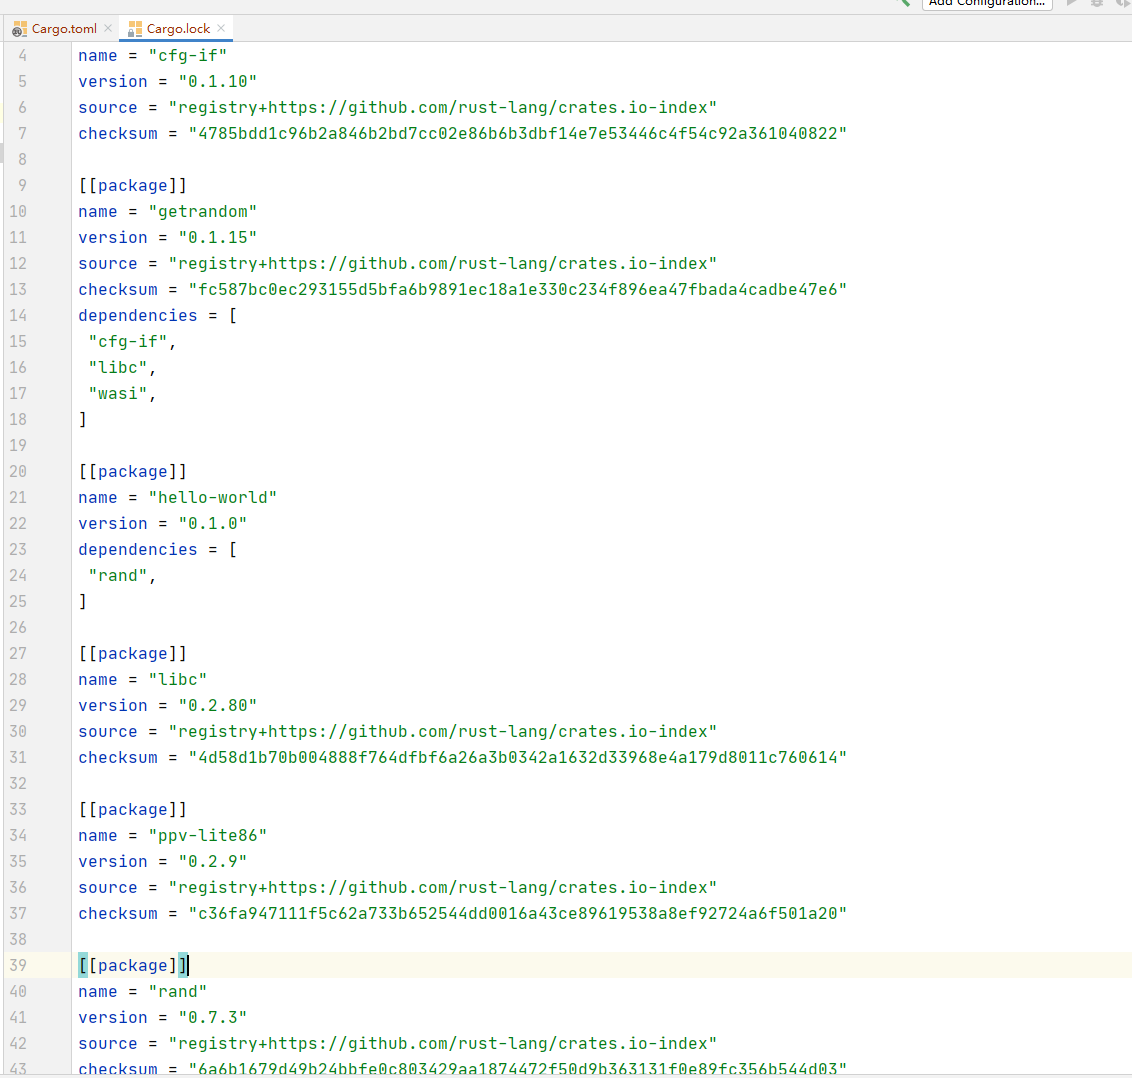 Add Configuration...
Cargo.toml
Cargo.lock
4 name = "cfg-if"
5 version = "0.1.10"
6 source = "registry+https://github.com/rust-lang/crates.io-index"
7 checksum = "4785bdd1c96b2a846b2bd7cc02e86b6b3dbf14e7e53446c4f54c92a361040822"
8
9 [[package]]
10 name = "getrandom"
11 version = "0.1.15"
12 source = "registry+https://github.com/rust-lang/crates.io-index"
13 checksum = "fc587bc0ec293155d5bfa6b9891ec18a1e330c234f896ea47fbada4cadbe47e6"
14 dependencies = [
15 "cfg-if",
16 "libc",
17 "wasi",
18 ]
19
20 [[package]]
21 name = "hello-world"
22 version = "0.1.0"
23 dependencies = [
24 "rand",
25 ]
26
27 [[package]]
28 name = "libc"
29 version = "0.2.80"
30 source = "registry+https://github.com/rust-lang/crates.io-index"
31 checksum = "4d58d1b70b004888f764dfbf6a26a3b0342a1632d33968e4a179d8011c760614"
32
33 [[package]]
34 name = "ppv-lite86"
35 version = "0.2.9"
36 source = "registry+https://github.com/rust-lang/crates.io-index"
37 checksum = "c36fa947111f5c62a733b652544dd0016a43ce89619538a8ef92724a6f501a20"
38
39 [[package]]
40 name = "rand"
41 version = "0.7.3"
42 source = "registry+https://github.com/rust-lang/crates.io-index"
43 checksum = "6a6b1679d49b24bbfe0c803429aa1874472f50d9b363131f0e89fc356b544d03"